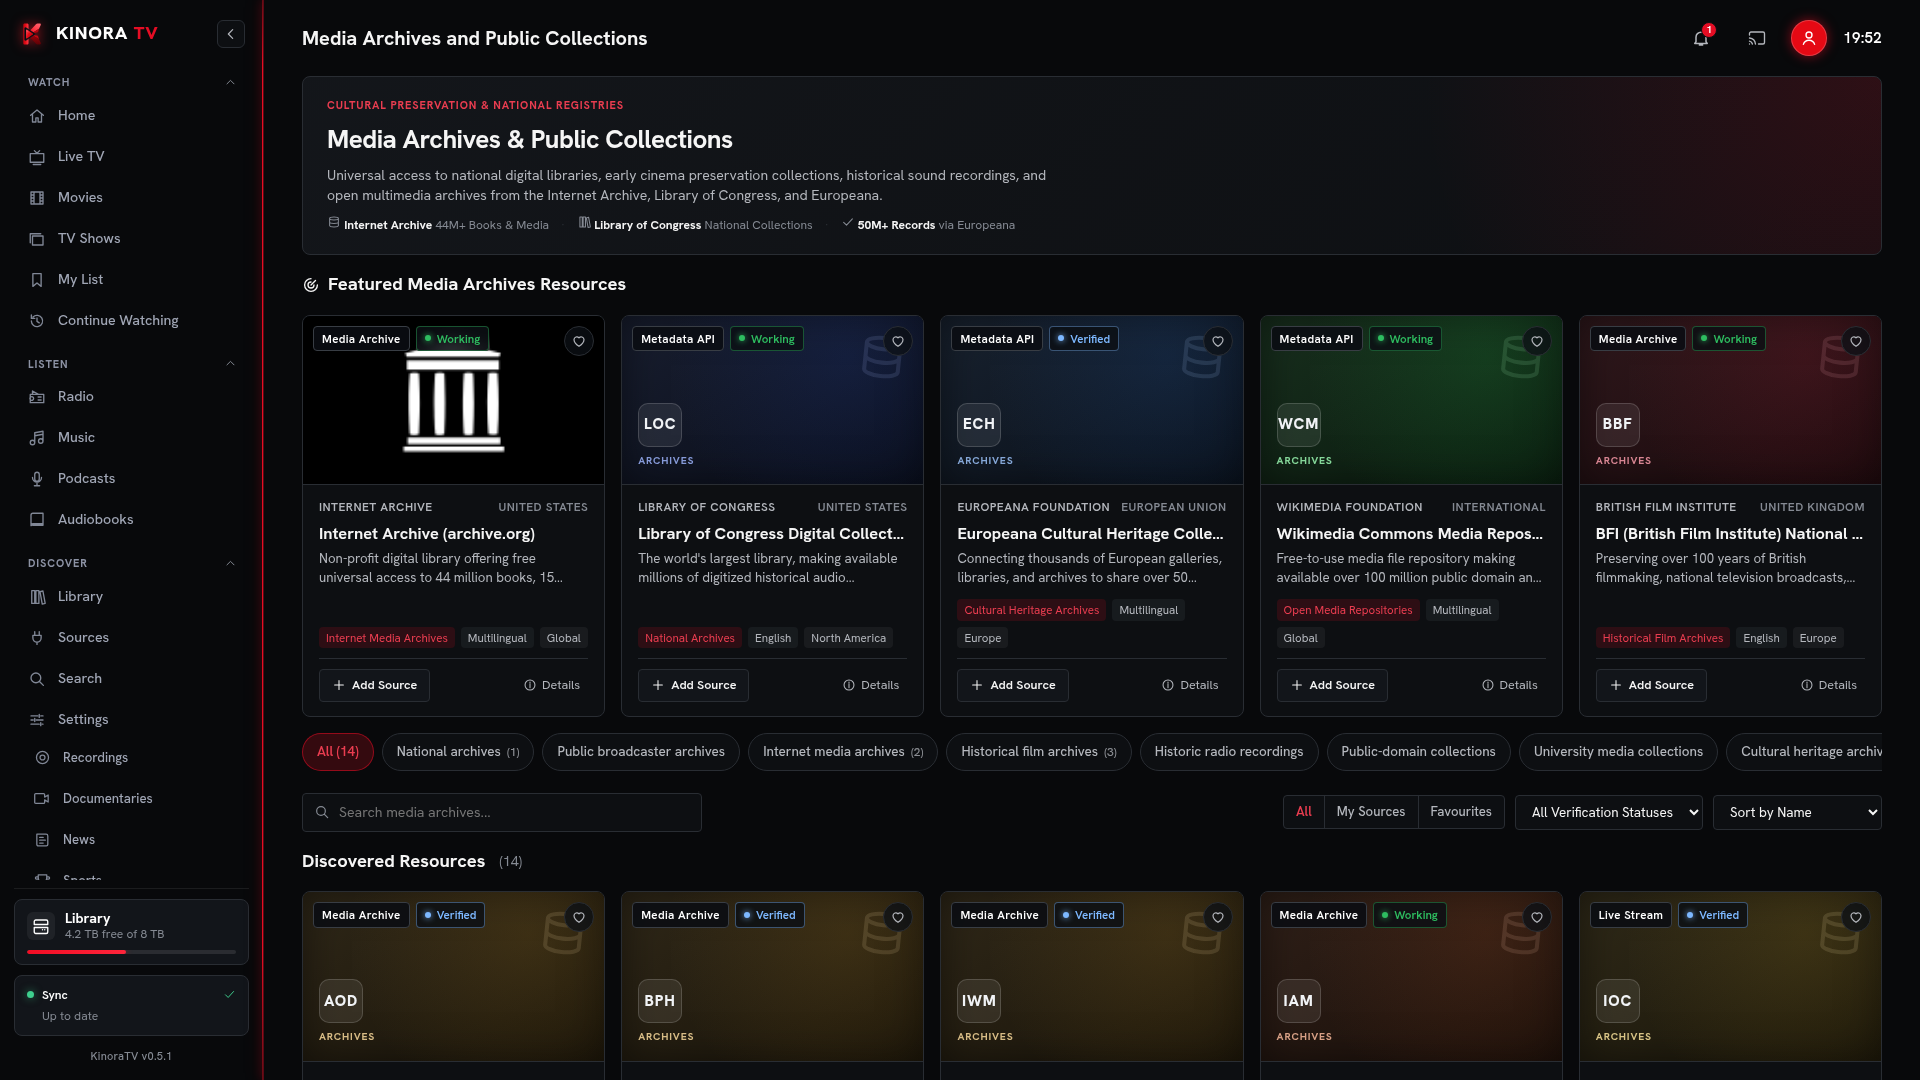 KINORA TV
WATCH
Home
Live TV
Movies
TV Shows
My List
Continue Watching
LISTEN
Radio
Music
Podcasts
Audiobooks
DISCOVER
Library
Sources
Search
Settings
Recordings
Documentaries
News
Sports
Library
4.2 TB free of 8 TB
Sync
Up to date
KinoraTV v0.5.1
Media Archives and Public Collections
1
19:52
CULTURAL PRESERVATION & NATIONAL REGISTRIES
Media Archives & Public Collections
Universal access to national digital libraries, early cinema preservation collections, historical sound recordings, and
open multimedia archives from the Internet Archive, Library of Congress, and Europeana.
Internet Archive 44M+ Books & Media · Library of Congress National Collections · 50M+ Records via Europeana
Featured Media Archives Resources
Media Archive Working
INTERNET ARCHIVE UNITED STATES
Internet Archive (archive.org)
Non-profit digital library offering free
universal access to 44 million books, 15...
Internet Media Archives Multilingual Global
Add Source Details
Metadata API Working
LOC
ARCHIVES
LIBRARY OF CONGRESS UNITED STATES
Library of Congress Digital Collect...
The world's largest library, making available
millions of digitized historical audio...
National Archives English North America
Add Source Details
Metadata API Verified
ECH
ARCHIVES
EUROPEANA FOUNDATION EUROPEAN UNION
Europeana Cultural Heritage Colle...
Connecting thousands of European galleries,
libraries, and archives to share over 50...
Cultural Heritage Archives Multilingual
Europe
Add Source Details
Metadata API Working
WCM
ARCHIVES
WIKIMEDIA FOUNDATION INTERNATIONAL
Wikimedia Commons Media Repos...
Free-to-use media file repository making
available over 100 million public domain an...
Open Media Repositories Multilingual
Global
Add Source Details
Media Archive Working
BBF
ARCHIVES
BRITISH FILM INSTITUTE UNITED KINGDOM
BFI (British Film Institute) National ...
Preserving over 100 years of British
filmmaking, national television broadcasts,...
Historical Film Archives English Europe
Add Source Details
All (14) National archives (1) Public broadcaster archives Internet media archives (2) Historical film archives (3) Historic radio recordings Public-domain collections University media collections Cultural heritage archiv
Search media archives...
All My Sources Favourites All Verification Statuses Sort by Name
Discovered Resources (14)
Media Archive Verified
AOD
ARCHIVES
Media Archive Verified
BPH
ARCHIVES
Media Archive Verified
IWM
ARCHIVES
Media Archive Working
IAM
ARCHIVES
Live Stream Verified
IOC
ARCHIVES